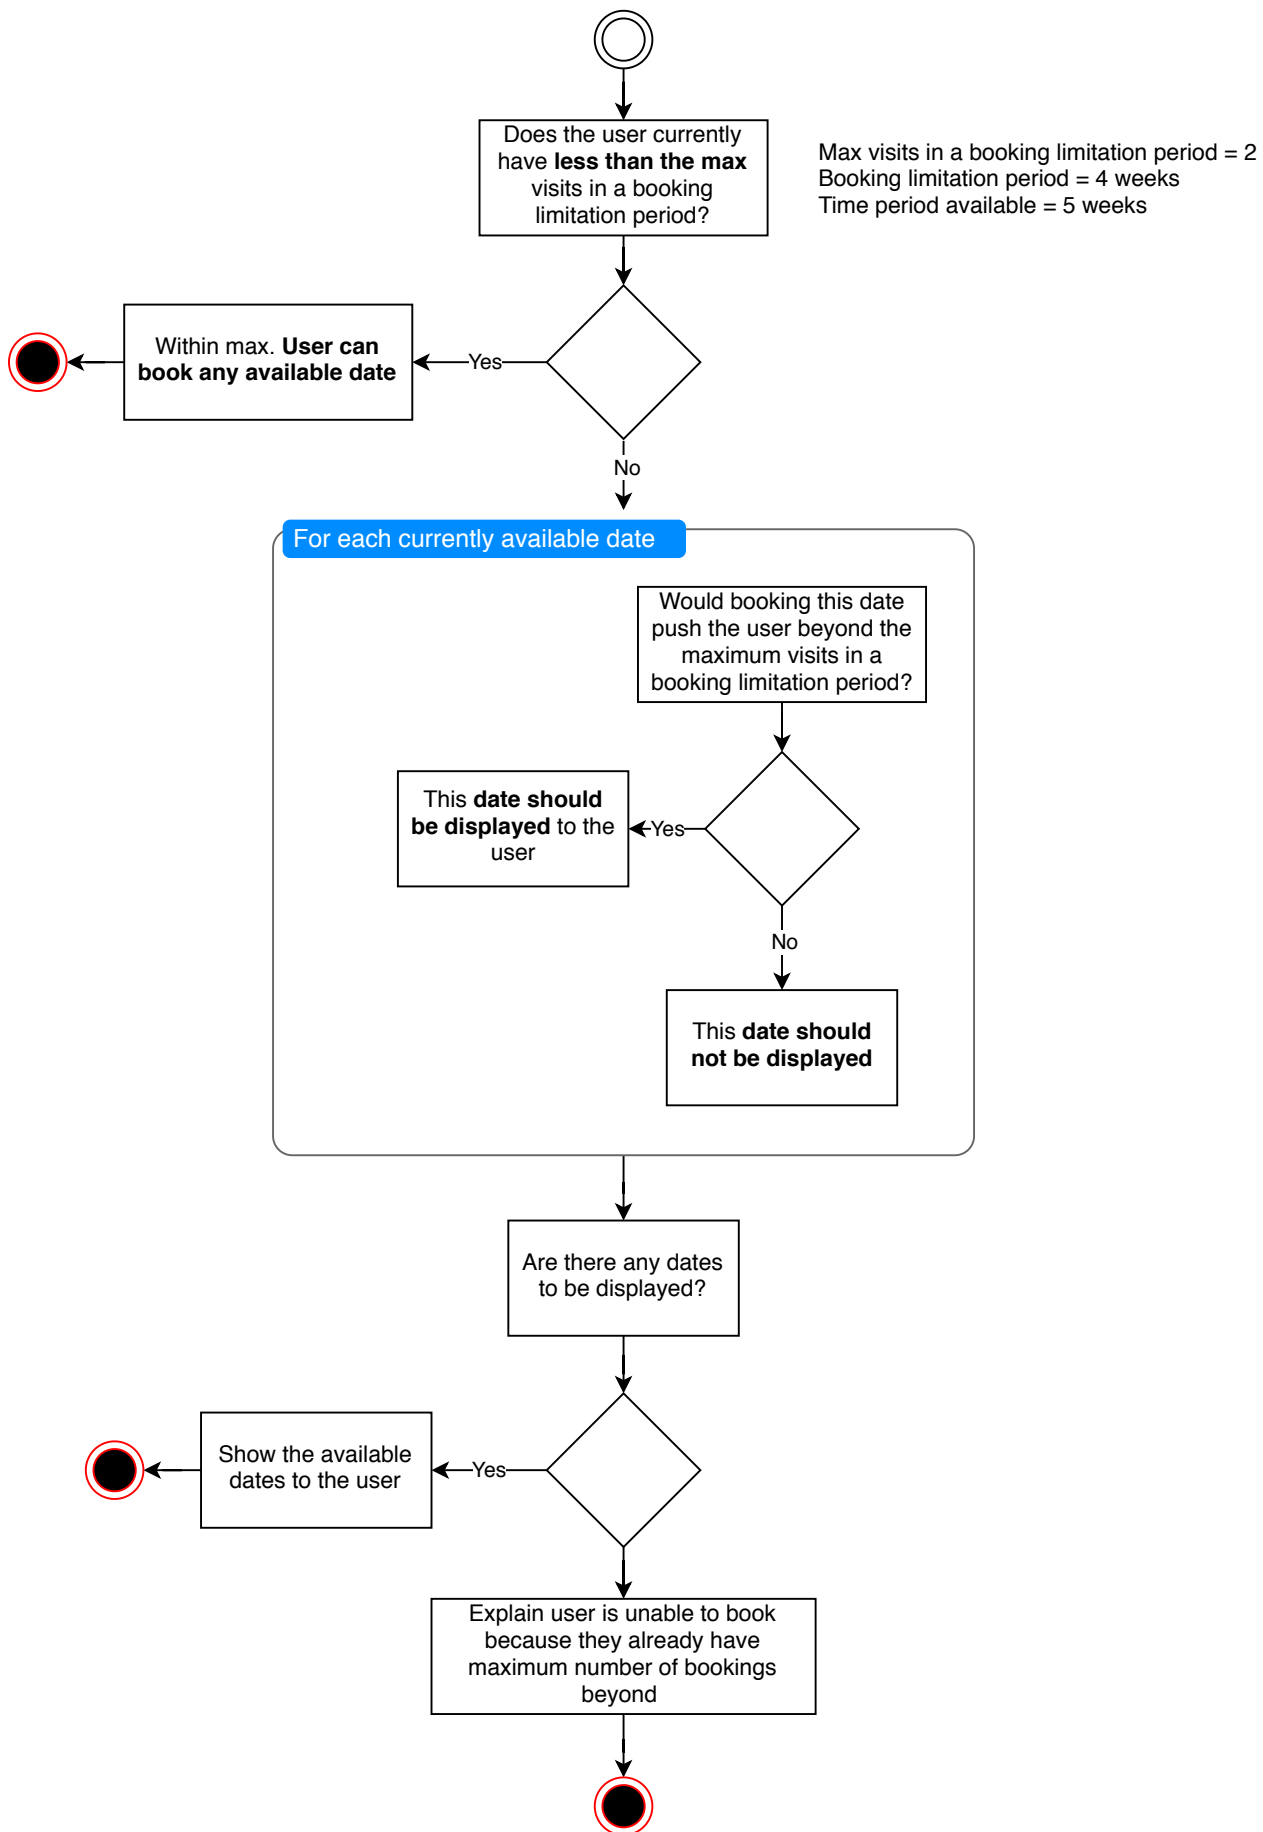 Does the user currently
have less than the max
visits in a booking
limitation period?
Max visits in a booking limitation period = 2
Booking limitation period = 4 weeks
Time period available = 5 weeks
Within max. User can
book any available date
Yes
No
For each currently available date
Would booking this date
push the user beyond the
maximum visits in a
booking limitation period?
This date should
be displayed to the
user
Yes
No
This date should
not be displayed
Are there any dates
to be displayed?
Show the available
dates to the user
Yes
Explain user is unable to book
because they already have
maximum number of bookings
beyond